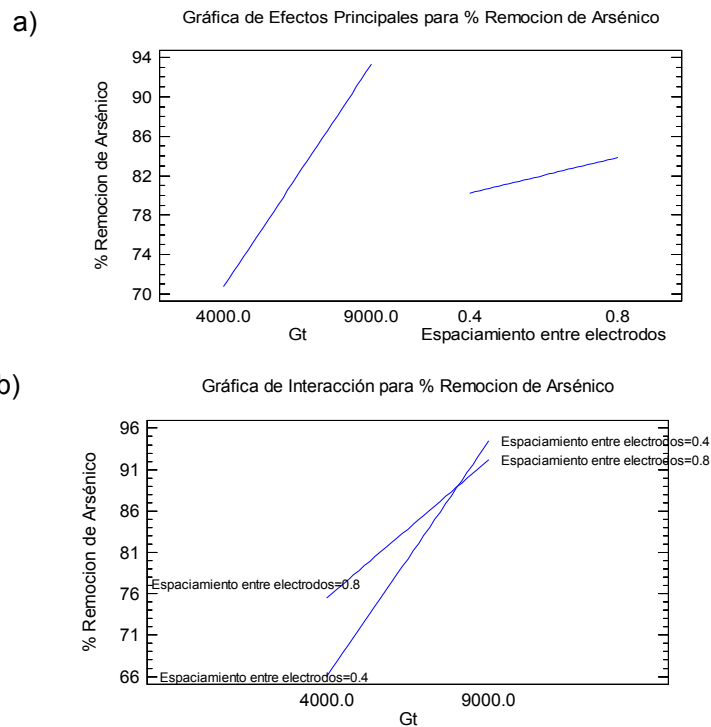 a)
Gráfica de Efectos Principales para % Remocion de Arsénico
% Remocion de Arsénico
94
90
86
82
78
74
70
4000.0 9000.0 0.4 0.8
Gt Espaciamiento entre electrodos
b)
Gráfica de Interacción para % Remocion de Arsénico
% Remocion de Arsénico
96
91
86
81
76
71
66
Espaciamiento entre electrodos=0.4
Espaciamiento entre electrodos=0.8
Espaciamiento entre electrodos=0.8
Espaciamiento entre electrodos=0.4
4000.0 9000.0
Gt